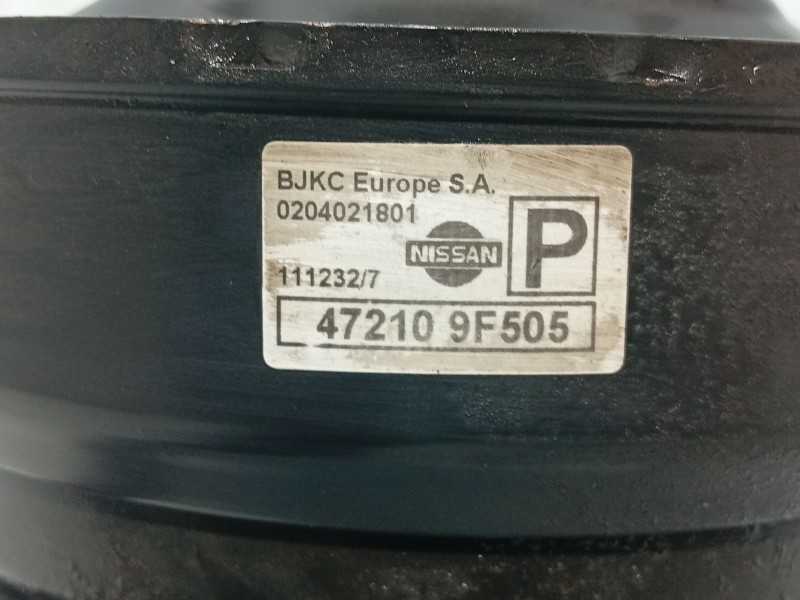 BJKC Europe S.A.
0204021801
NISSAN
P
111232/7
47210 9F505